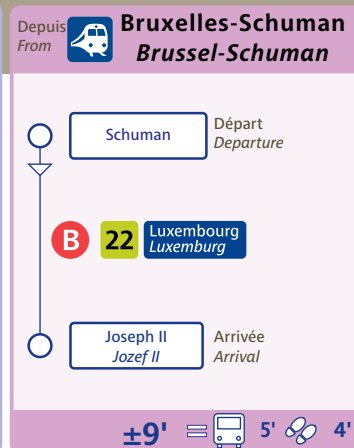 Depuis
From
Bruxelles-Schuman
Brussel-Schuman
Schuman
Départ
Departure
B 22 Luxembourg
Luxemburg
Joseph II
Jozef II
Arrivée
Arrival
±9' = 5' 4'